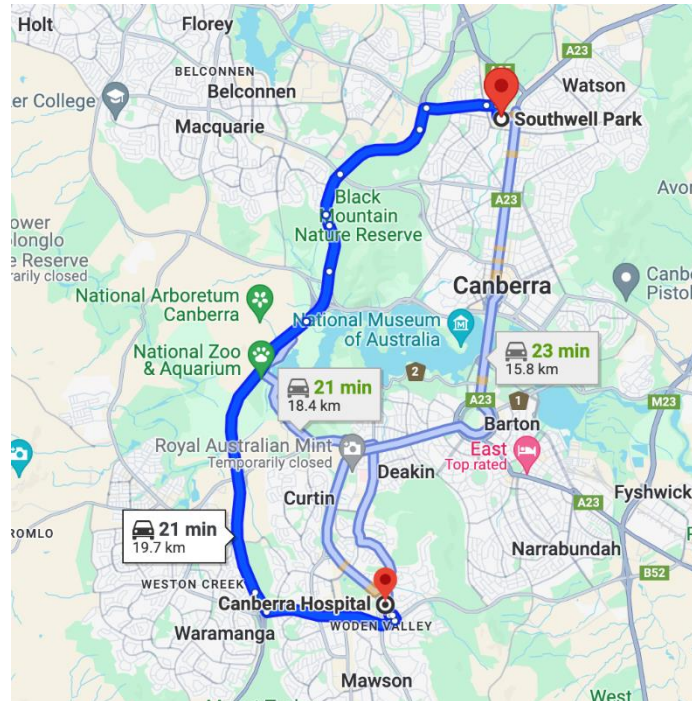 Holt
Florey
A23
Watson
BELCONNEN
Belconnen
er College
Southwell Park
Macquarie
Black
Mountain
Nature Reserve
A23
Avon
ower
olonglo
e Reserve
rarily closed
National Arboretum
Canberra
Canberra
Canb
Pistol
National Museum
of Australia
National Zoo
& Aquarium
23 min
15.8 km
21 min
18.4 km
2
A23
1
M23
Barton
Royal Australian Mint
Temporarily closed
East
Top rated
Deakin
Curtin
Fyshwick
A23
21 min
19.7 km
ROMLO
Narrabundah
B52
WESTON CREEK
Canberra Hospital
Waramanga
WODEN VALLEY
Mawson
West